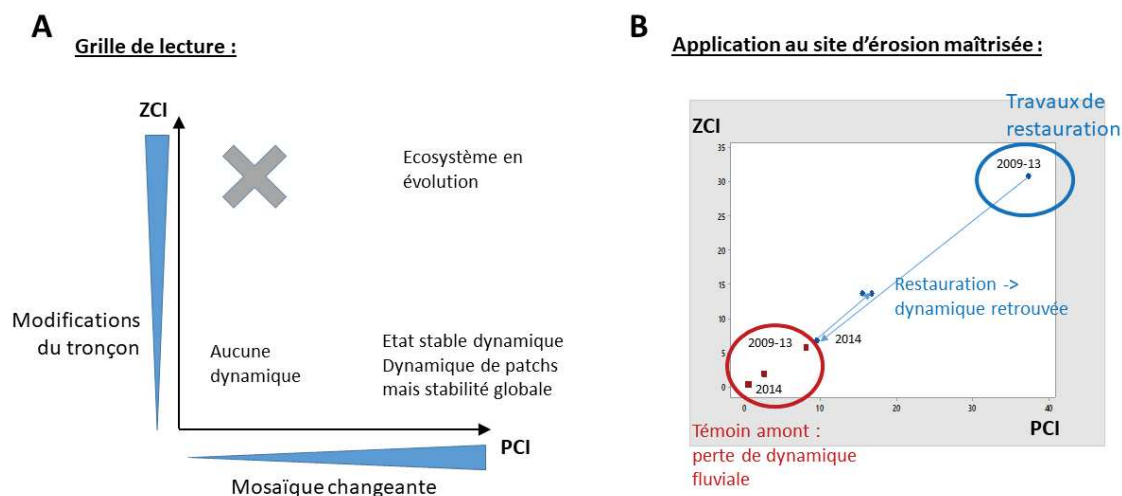 A
Grille de lecture :
ZCI
Ecosystème en
évolution
Modifications
du tronçon
Aucune
dynamique
Etat stable dynamique
Dynamique de patchs
mais stabilité globale
PCI
Mosaïque changeante
B
Application au site d'érosion maîtrisée :
Travaux de
restauration
ZCI
35
30
25
20
15
10
5
0
2009-13
Restauration ->
dynamique retrouvée
2009-13
2014
2014
0
10
20
30
40
PCI
Témoin amont :
perte de dynamique
fluviale